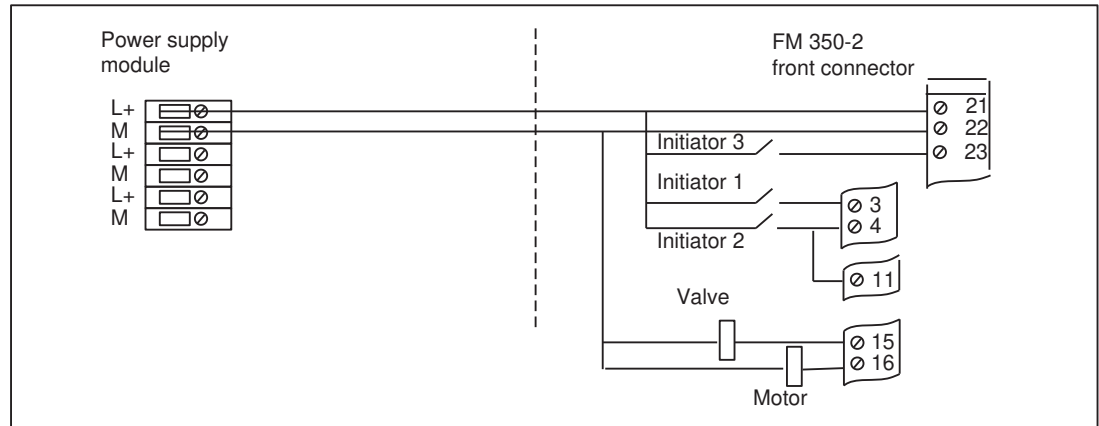 Power supply
module
FM 350-2
front connector
L+
M
L+
M
L+
M
21
22
23
Initiator 3
Initiator 1
3
4
Initiator 2
11
Valve
15
16
Motor